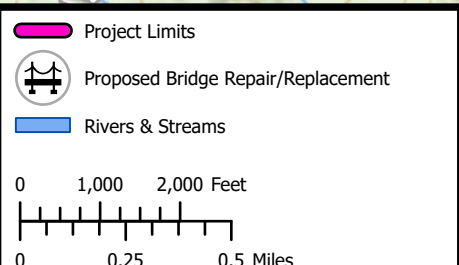 Project Limits
Proposed Bridge Repair/Replacement
Rivers & Streams
0 1,000 2,000 Feet
0 0.25 0.5 Miles